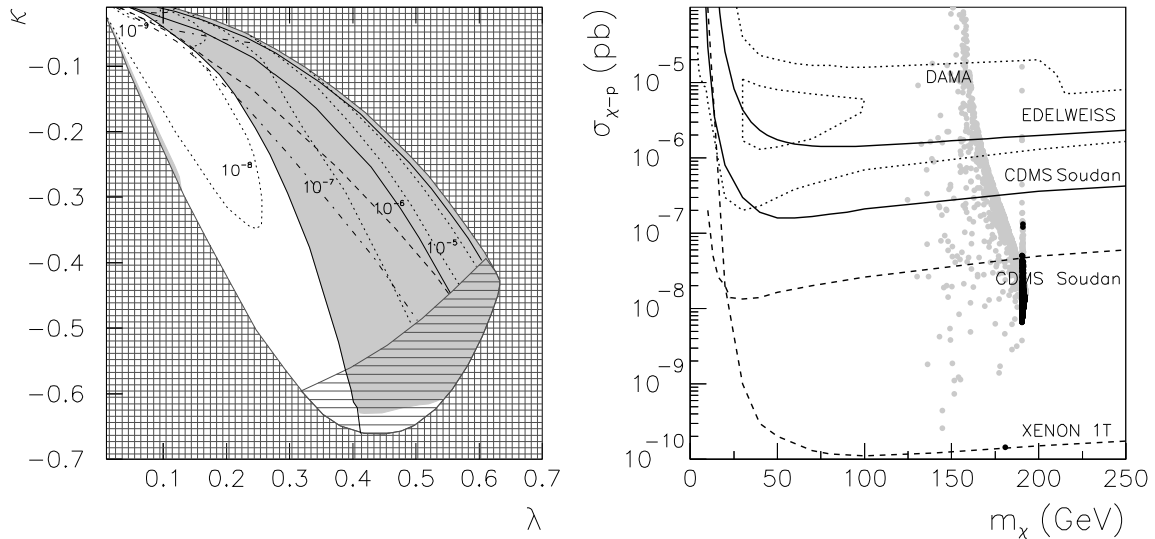 κ
−0.1
−0.2
−0.3
−0.4
−0.5
−0.6
−0.7
0.1 0.2 0.3 0.4 0.5 0.6 0.7
λ
10⁻⁹
10⁻⁸
10⁻⁷
10⁻⁶
10⁻⁵
σχ−p (pb)
10⁻⁵
10⁻⁶
10⁻⁷
10⁻⁸
10⁻⁹
10⁻¹⁰
DAMA
EDELWEISS
CDMS Soudan
CDMS Soudan
XENON 1T
0 50 100 150 200 250
mχ (GeV)